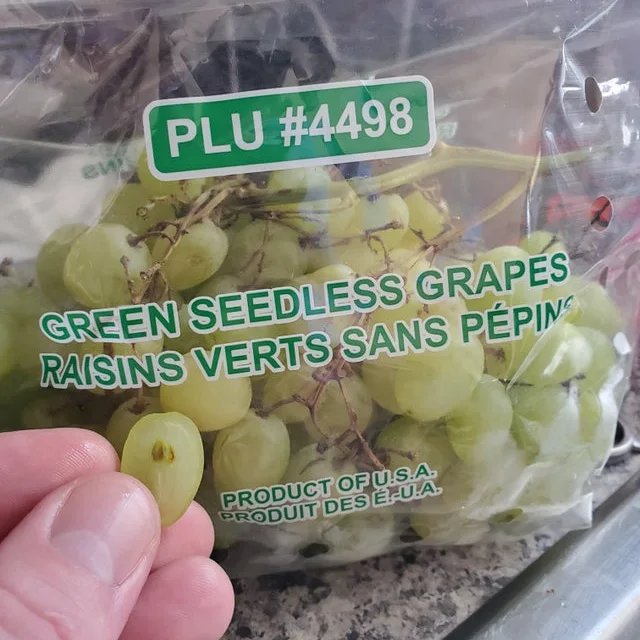 PLU #4498
GREEN SEEDLESS GRAPES
RAISINS VERTS SANS PÉPINS
PRODUCT OF U.S.A.
PRODUIT DES É.-U.A.